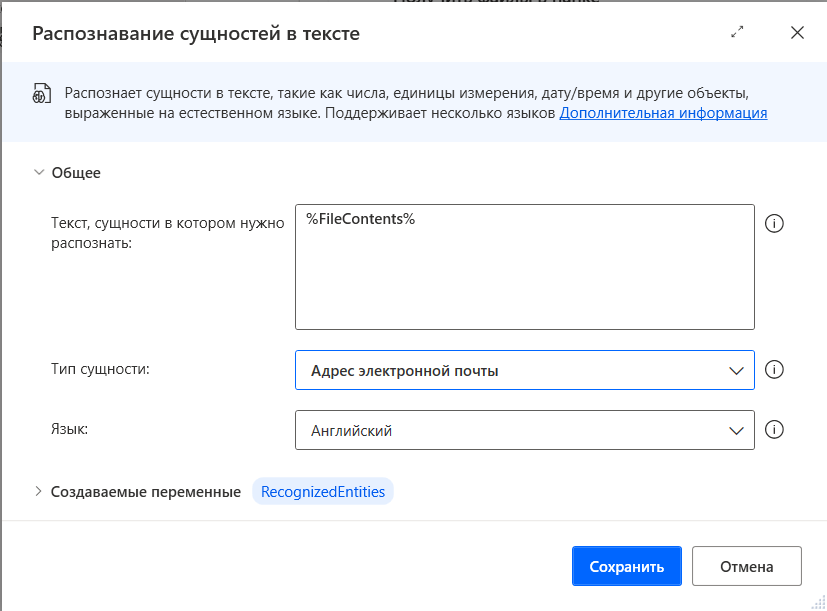 Распознавание сущностей в тексте
Распознает сущности в тексте, такие как числа, единицы измерения, дату/время и другие объекты,
выраженные на естественном языке. Поддерживает несколько языков Дополнительная информация
Общее
Текст, сущности в котором нужно
распознать:
%FileContents%
Тип сущности:
Адрес электронной почты
Язык:
Английский
Создаваемые переменные RecognizedEntities
Сохранить Отмена